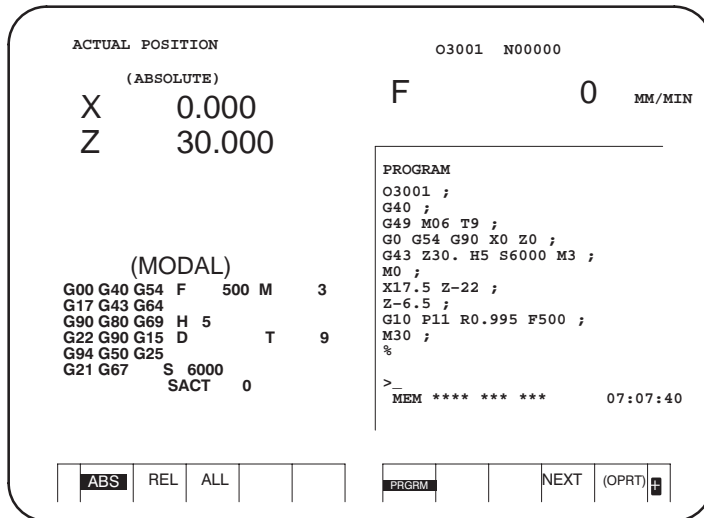 ACTUAL POSITION
O3001 N00000
(ABSOLUTE)
X 0.000
Z 30.000
F 0 MM/MIN
PROGRAM
O3001 ;
G40 ;
G49 M06 T9 ;
G0 G54 G90 X0 Z0 ;
G43 Z30. H5 S6000 M3 ;
M0 ;
X17.5 Z-22 ;
Z-6.5 ;
G10 P11 R0.995 F500 ;
M30 ;
%
>_
MEM **** *** *** 07:07:40
(MODAL)
G00 G40 G54 F 500 M 3
G17 G43 G64
G90 G80 G69 H 5
G22 G90 G15 D T 9
G94 G50 G25
G21 G67 S 6000
SACT 0
ABS REL ALL
PRGRM NEXT (OPRT) +